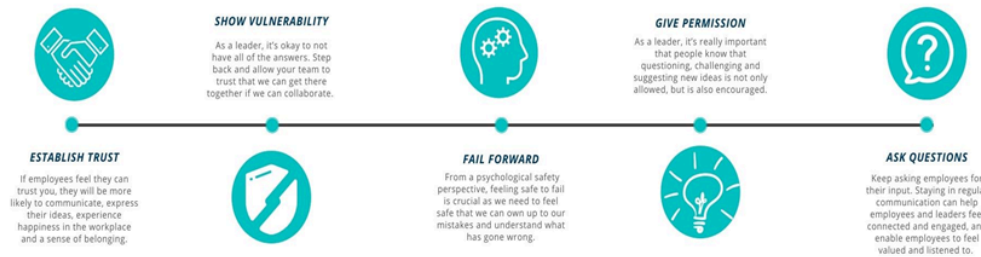 SHOW VULNERABILITY
As a leader, it's okay to not
have all of the answers. Step
back and allow your team to
trust that we can get there
together if we can collaborate.
GIVE PERMISSION
As a leader, it's really important
that people know that
questioning, challenging and
suggesting new ideas is not only
allowed, but is also encouraged.
?
ESTABLISH TRUST
If employees feel they can
trust you, they will be more
likely to communicate, express
their ideas, experience
happiness in the workplace
and a sense of belonging.
FAIL FORWARD
From a psychological safety
perspective, feeling safe to fail
is crucial as we need to feel
safe that we can own up to our
mistakes and understand what
has gone wrong.
ASK QUESTIONS
Keep asking employees for
their input. Staying in regula
communication can help
employees and leaders fee
connected and engaged, an
enable employees to feel
valued and listened to.